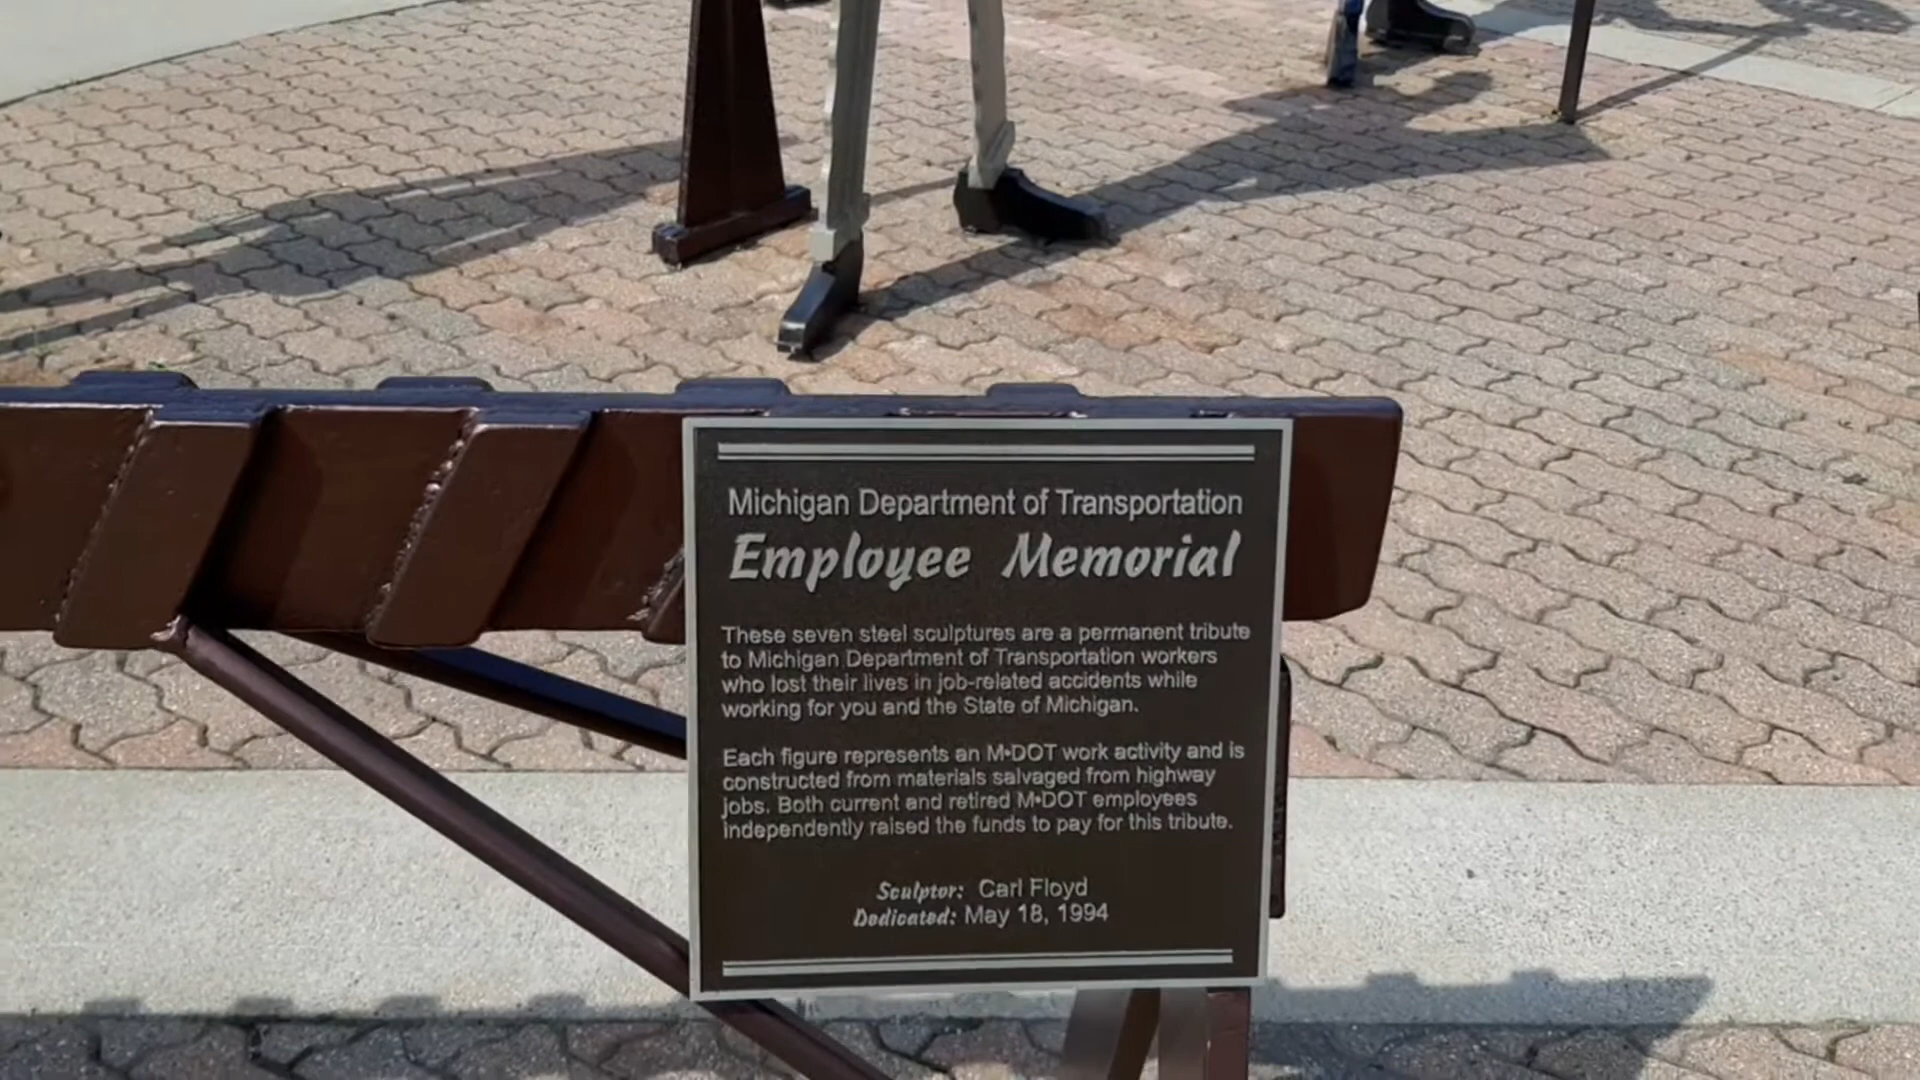 Michigan Department of Transportation
Employee Memorial
These seven steel sculptures are a permanent tribute
to Michigan Department of Transportation workers
who lost their lives in job-related accidents while
working for you and the State of Michigan.
Each figure represents an M•DOT work activity and is
constructed from materials salvaged from highway
jobs. Both current and retired M•DOT employees
independently raised the funds to pay for this tribute.
Sculptor: Carl Floyd
Dedicated: May 18, 1994